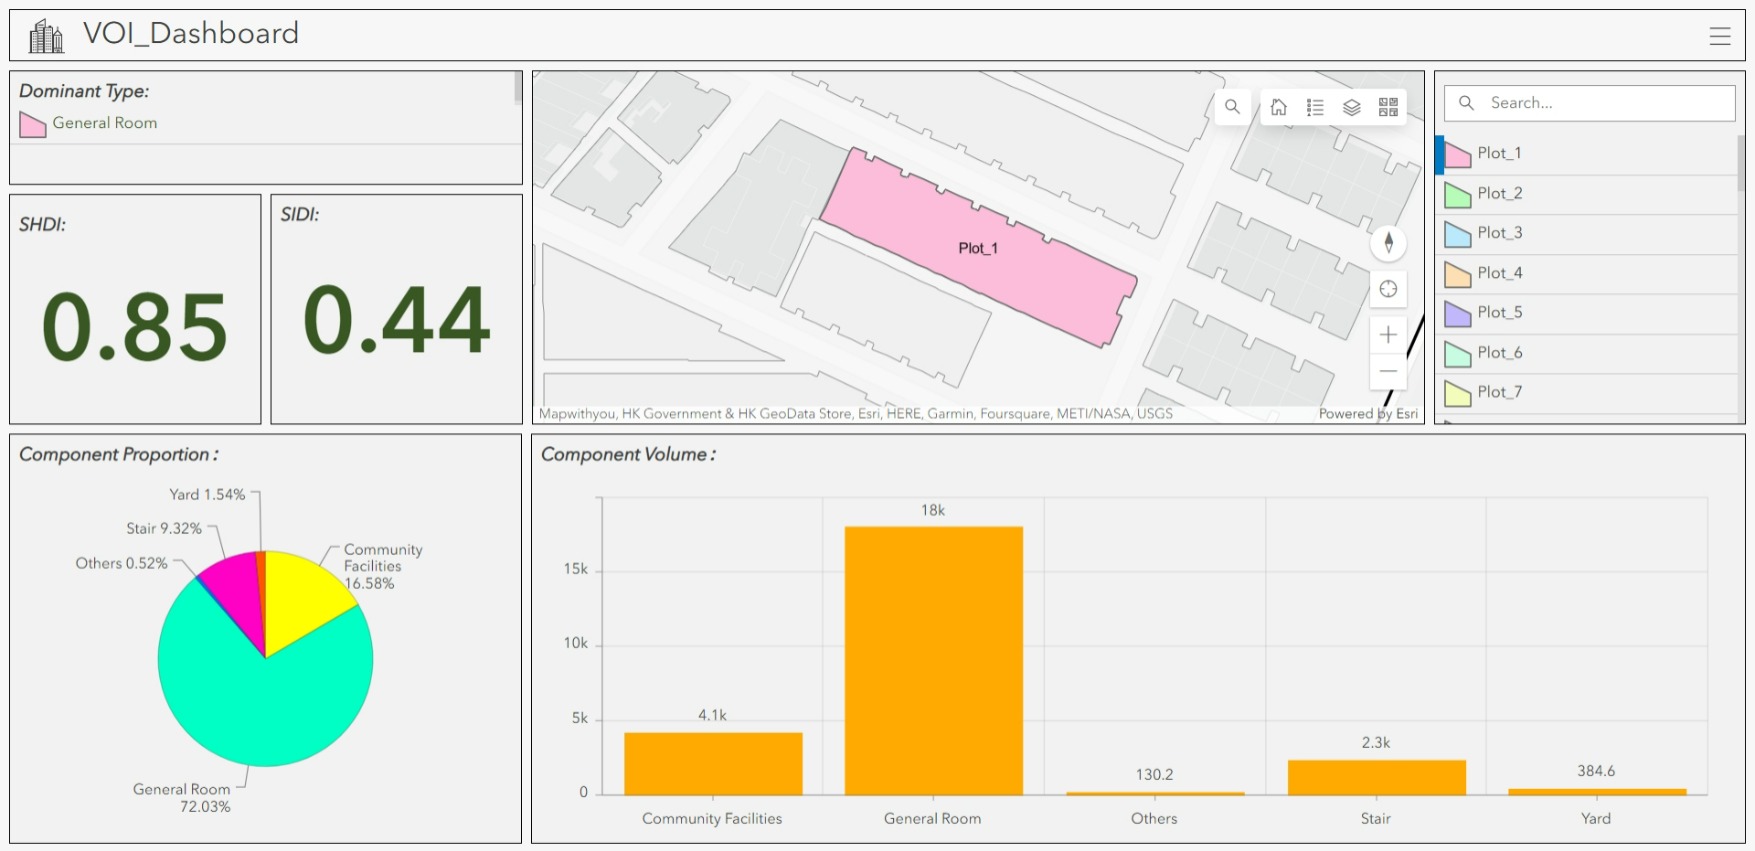 VOI_Dashboard
Dominant Type:
General Room
SHDI:
0.85
SIDI:
0.44
Plot_1
Mapwithyou, HK Government & HK GeoData Store, Esri, HERE, Garmin, Foursquare, METI/NASA, USGS
Powered by Esri
Search...
Plot_1
Plot_2
Plot_3
Plot_4
Plot_5
Plot_6
Plot_7
Component Proportion :
Yard 1.54%
Stair 9.32%
Others 0.52%
Community
Facilities
16.58%
General Room
72.03%
Component Volume :
15k
10k
5k
0
4.1k
18k
130.2
2.3k
384.6
Community Facilities
General Room
Others
Stair
Yard